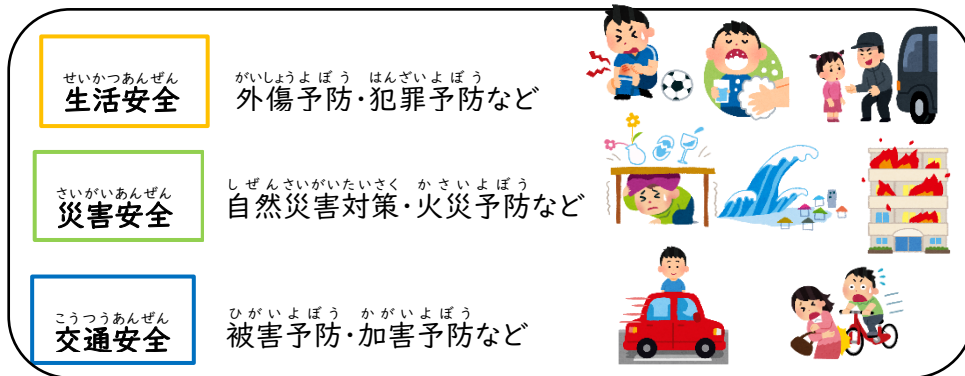 せいかつあんぜん
生活安全
がいしょうよぼう はんざいよぼう
外傷予防・犯罪予防など
さいがいあんぜん
災害安全
しぜんさいがいたいさく かさいよぼう
自然災害対策・火災予防など
こうつうあんぜん
交通安全
ひがいよぼう かがいよぼう
被害予防・加害予防など